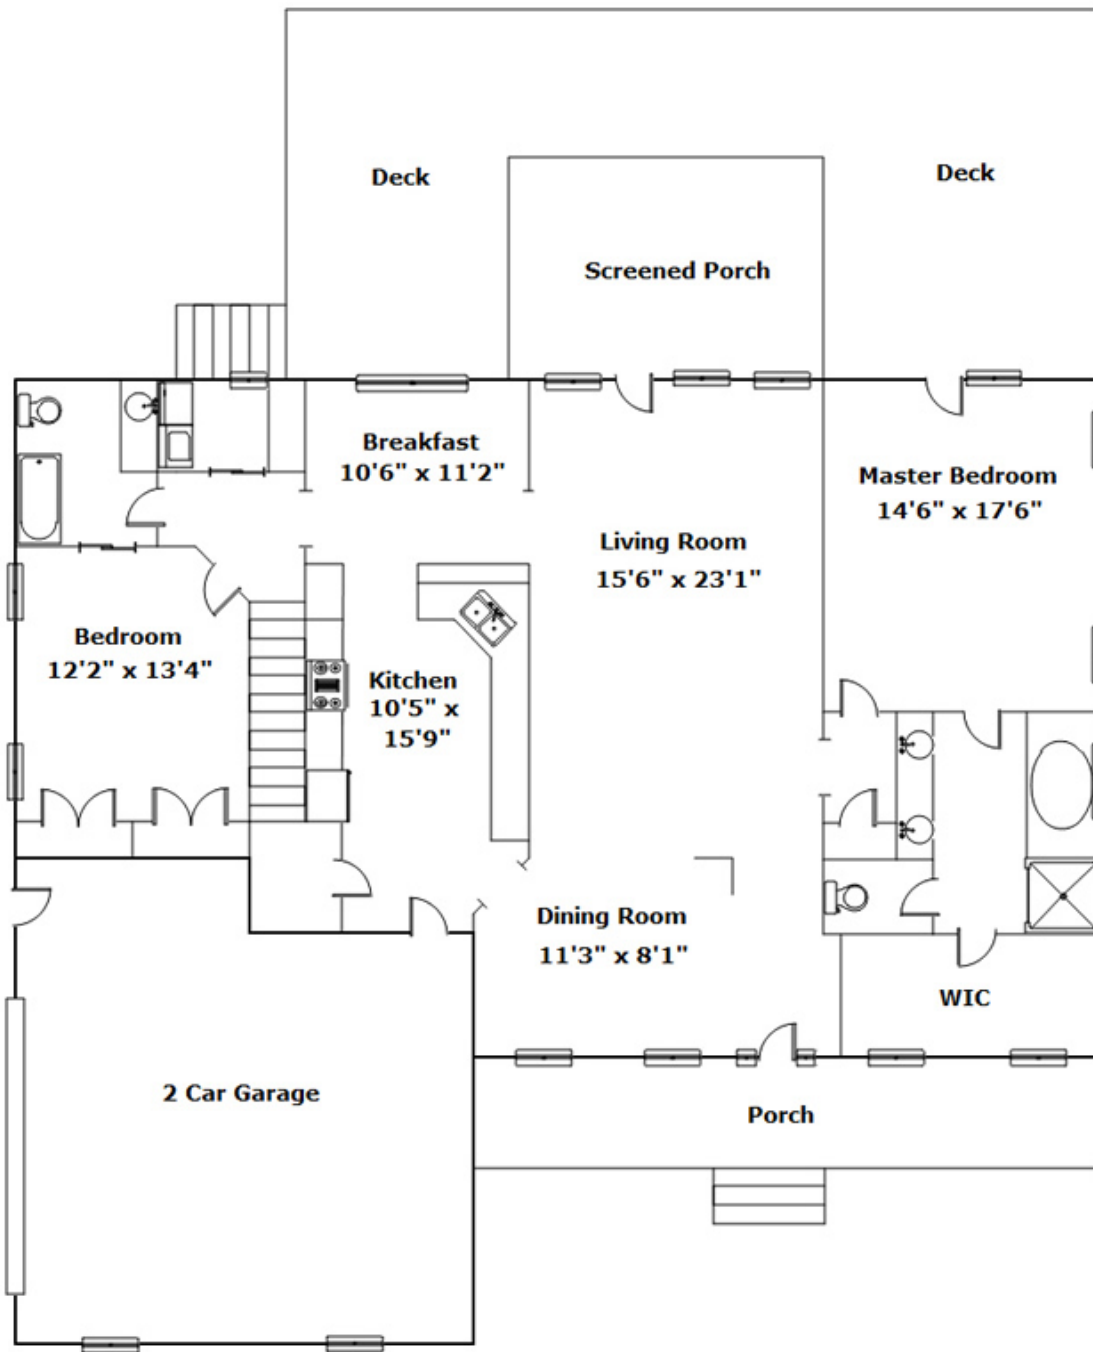 Deck
Deck
Screened Porch
Breakfast
10'6" x 11'2"
Master Bedroom
14'6" x 17'6"
Living Room
15'6" x 23'1"
Bedroom
12'2" x 13'4"
Kitchen
10'5" x
15'9"
Dining Room
11'3" x 8'1"
WIC
2 Car Garage
Porch